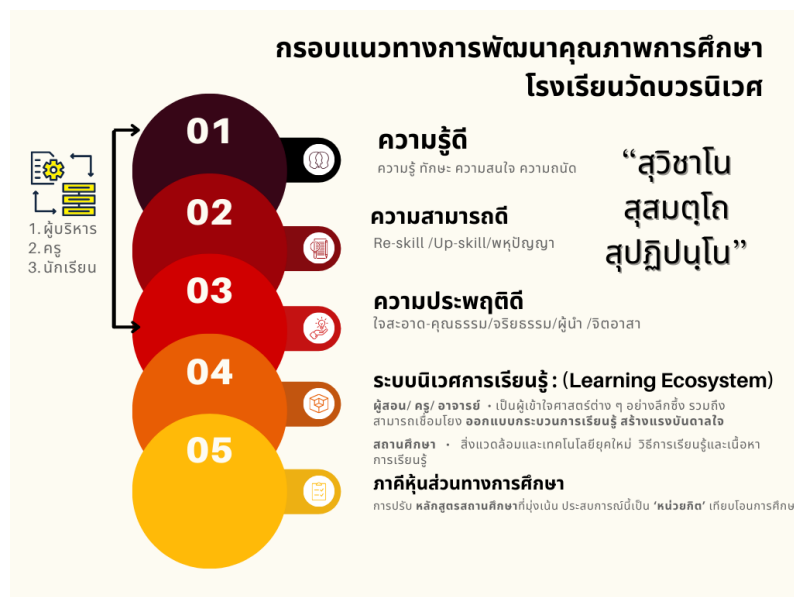 กรอบแนวทางการพัฒนาคุณภาพการศึกษา
โรงเรียนวัดบวรนิเวศ
01
ความรู้ดี
ความรู้ ทักษะ ความสนใจ ความถนัด
“สุวิชาโน
สุสมตฺโถ
สุปฏิปนฺโน”
1. ผู้บริหาร
2. ครู
3. นักเรียน
02
ความสามารถดี
Re-skill /Up-skill/พหุปัญญา
03
ความประพฤติดี
ใจสะอาด-คุณธรรม/จริยธรรม/ผู้นำ /จิตอาสา
04
ระบบนิเวศการเรียนรู้ : (Learning Ecosystem)
ผู้สอน/ ครู/ อาจารย์ • เป็นผู้เข้าใจศาสตร์ต่าง ๆ อย่างลึกซึ้ง รวมถึง
สามารถเชื่อมโยง ออกแบบกระบวนการเรียนรู้ สร้างแรงบันดาลใจ
สถานศึกษา • สิ่งแวดล้อมและเทคโนโลยียุคใหม่ วิธีการเรียนรู้และเนื้อหา
การเรียนรู้
05
ภาคีหุ้นส่วนทางการศึกษา
การปรับ หลักสูตรสถานศึกษาที่มุ่งเน้น ประสบการณ์นี้เป็น ‘หน่วยกิต’ เทียบโอนการศึกษ